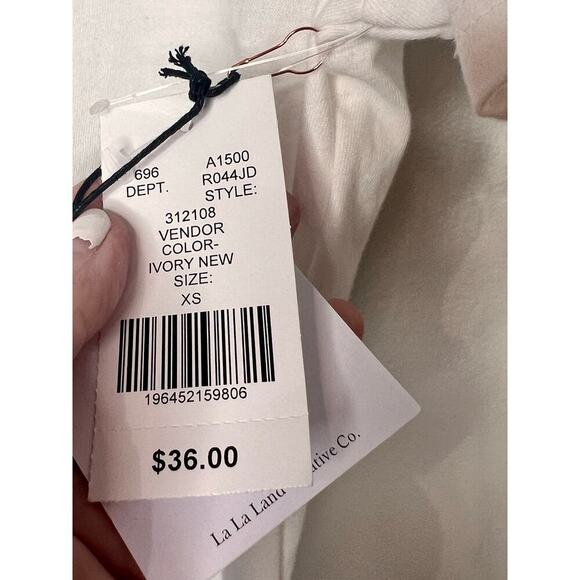 696 A1500
DEPT. R044JD
STYLE:
312108
VENDOR
COLOR-
IVORY NEW
SIZE:
XS
196452159806
$36.00
La La Land
ative Co.